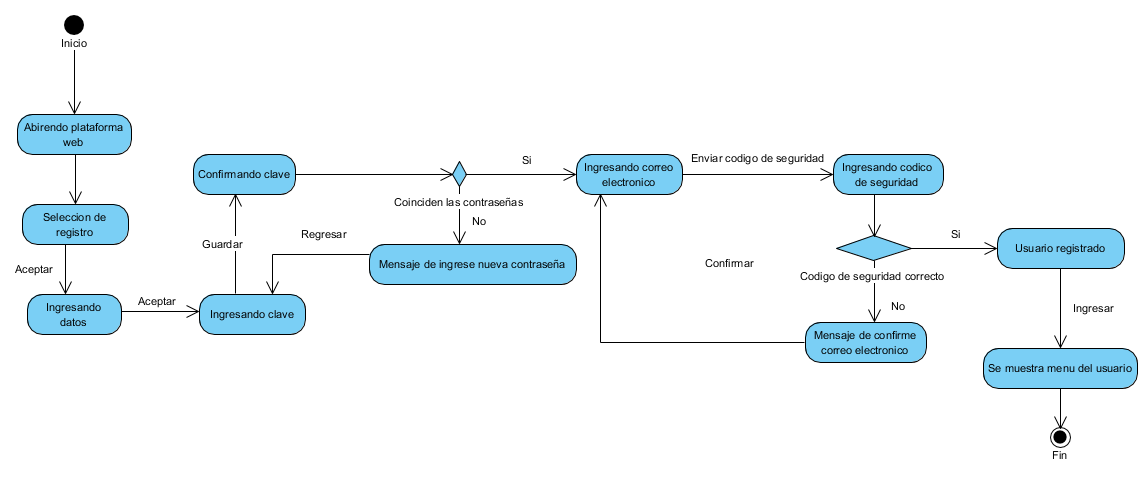 Inicio
Abirendo plataforma
web
Seleccion de
registro
Aceptar
Ingresando
datos
Aceptar
Ingresando clave
Guardar
Confirmando clave
Coinciden las contraseñas
Si
No
Regresar
Mensaje de ingrese nueva contraseña
Ingresando correo
electronico
Enviar codigo de seguridad
Ingresando codico
de seguridad
Codigo de seguridad correcto
Si
No
Confirmar
Mensaje de confirme
correo electronico
Usuario registrado
Ingresar
Se muestra menu del usuario
Fin